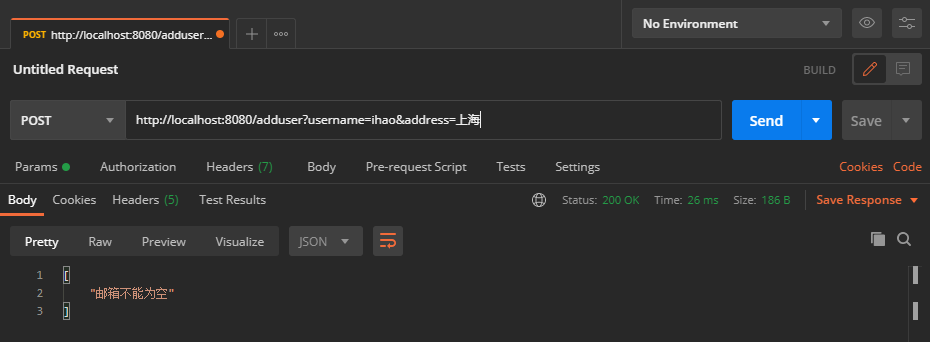 POST http://localhost:8080/adduser...
No Environment
Untitled Request
BUILD
POST
http://localhost:8080/adduser?username=ihao&address=上海
Send
Save
Params
Authorization
Headers (7)
Body
Pre-request Script
Tests
Settings
Cookies
Code
Body
Cookies
Headers (5)
Test Results
Status: 200 OK
Time: 26 ms
Size: 186 B
Save Response
Pretty
Raw
Preview
Visualize
JSON
1 [
2 "邮箱不能为空"
3 ]